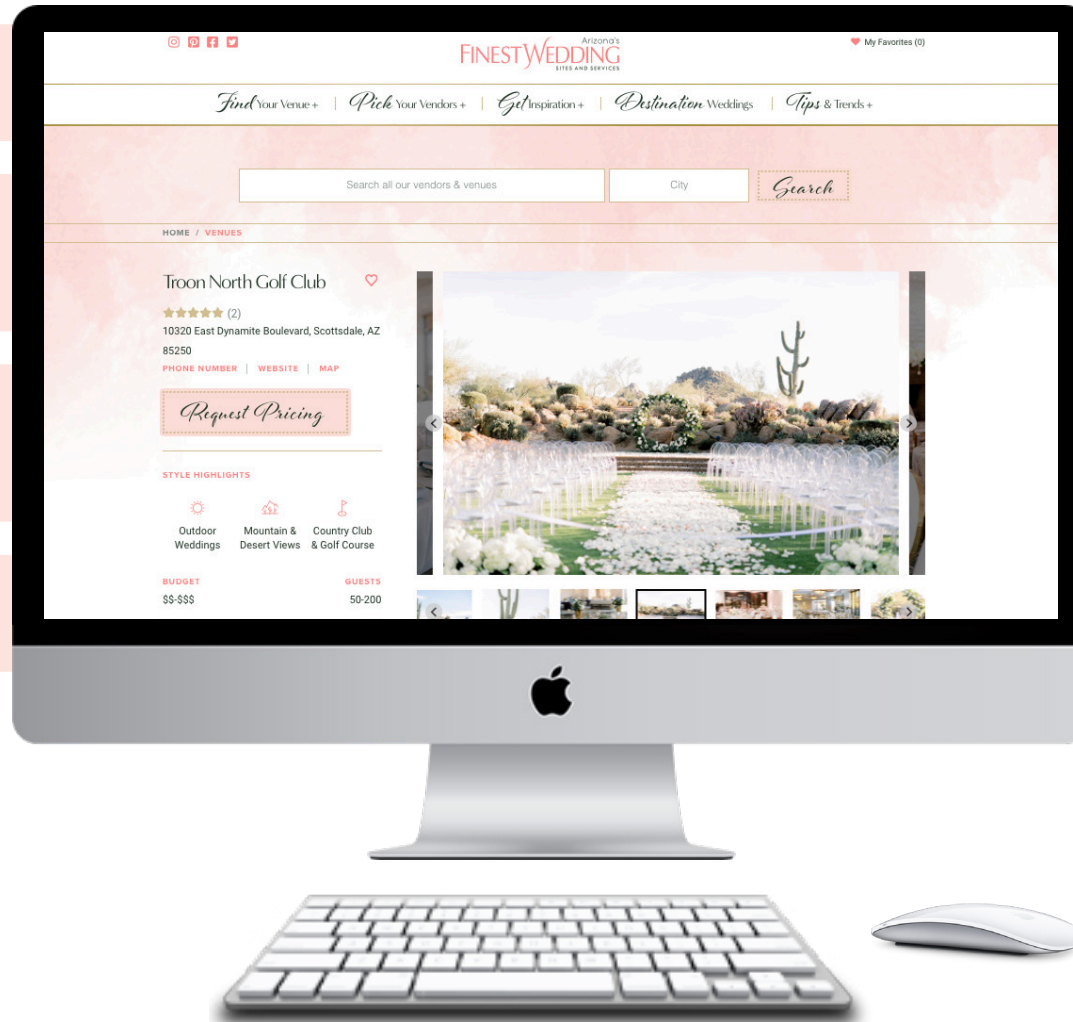 Arizona's
FINEST WEDDING
SITES AND SERVICES
My Favorites (0)
Find Your Venue +
Pick Your Vendors +
Get Inspiration +
Destination Weddings
Tips & Trends +
Search all our vendors & venues
City
Search
HOME / VENUES
Troon North Golf Club
(2)
10320 East Dynamite Boulevard, Scottsdale, AZ
85250
PHONE NUMBER | WEBSITE | MAP
Request Pricing
STYLE HIGHLIGHTS
Outdoor
Weddings
Mountain &
Desert Views
Country Club
& Golf Course
BUDGET
GUESTS
$$-$$$
50-200